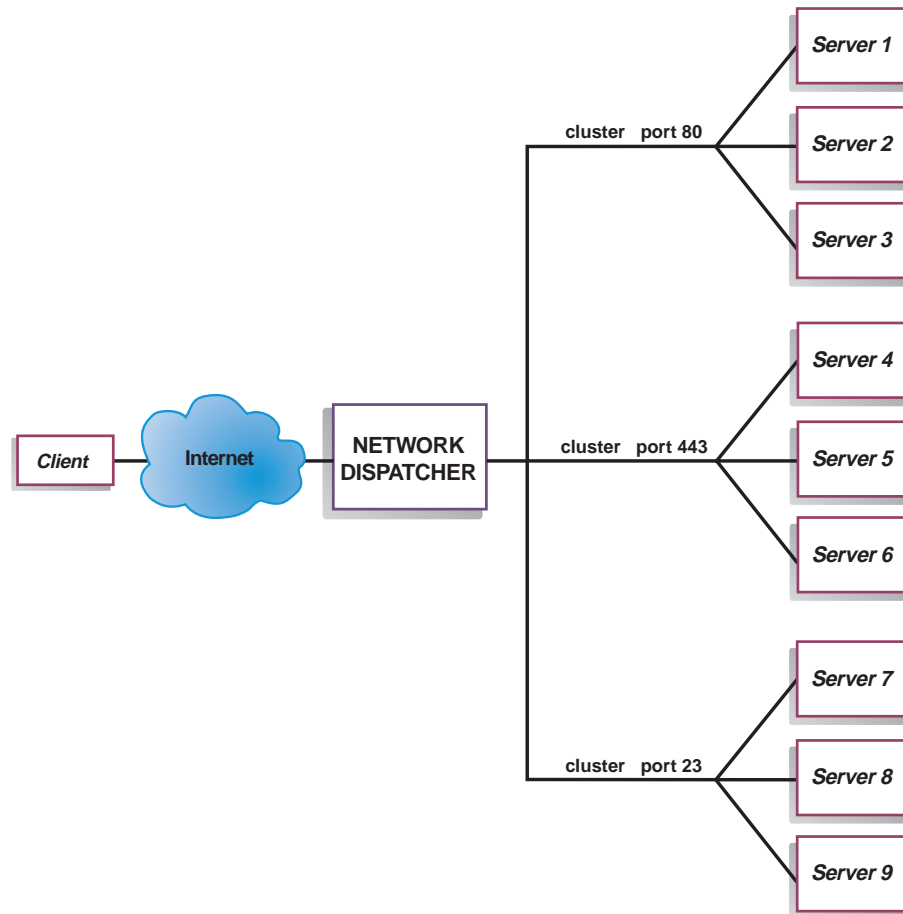 Server 1
cluster port 80
Server 2
Server 3
Server 4
Client
Internet
NETWORK
DISPATCHER
cluster port 443
Server 5
Server 6
Server 7
cluster port 23
Server 8
Server 9